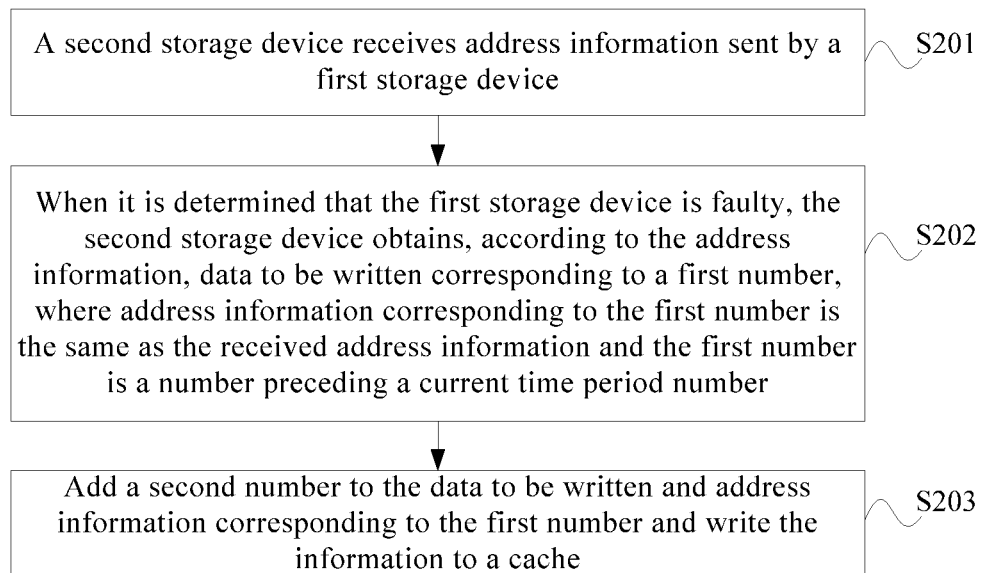 A second storage device receives address information sent by a
first storage device
S201
When it is determined that the first storage device is faulty, the
second storage device obtains, according to the address
information, data to be written corresponding to a first number,
where address information corresponding to the first number is
the same as the received address information and the first number
is a number preceding a current time period number
S202
Add a second number to the data to be written and address
information corresponding to the first number and write the
information to a cache
S203